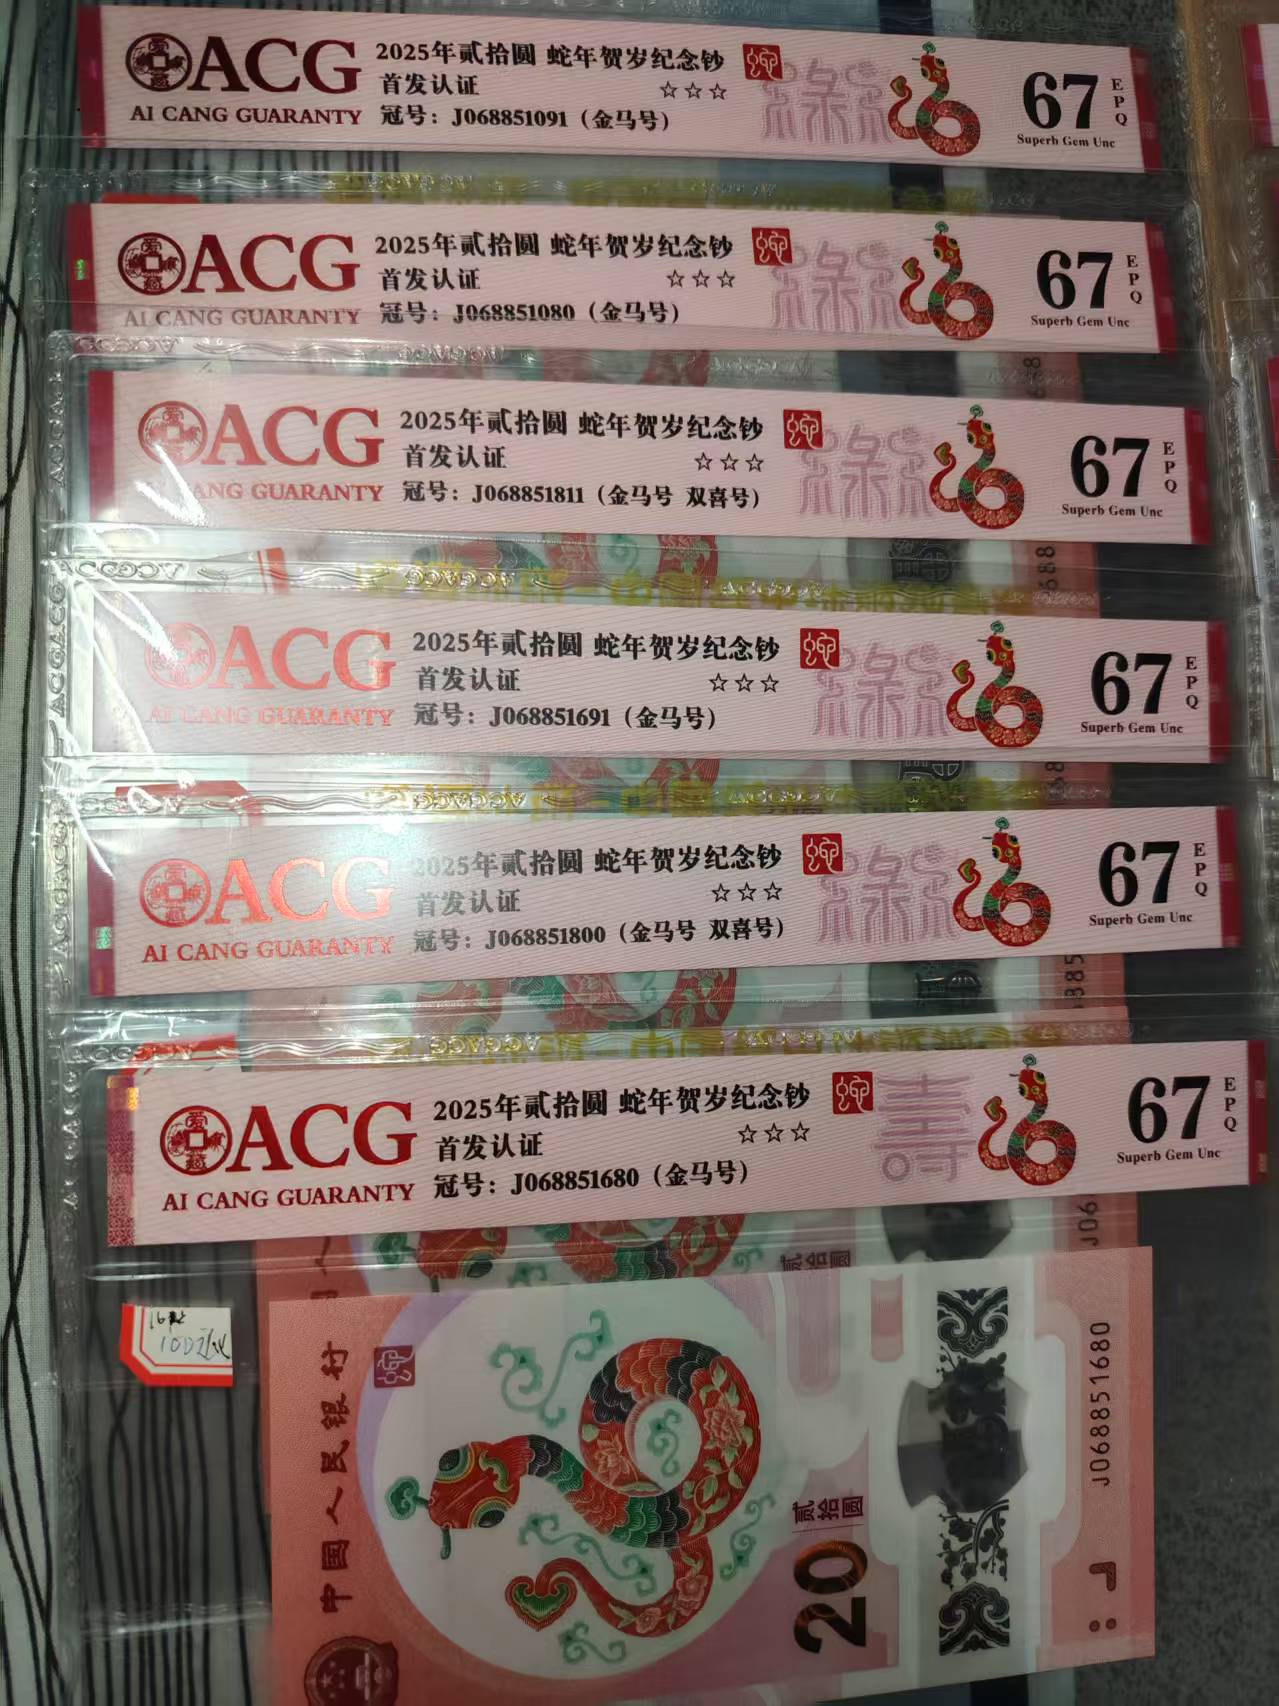 ACG
AI CANG GUARANTY
2025年贰拾圆 蛇年贺岁纪念钞
首发认证
☆☆☆
冠号：J068851091（金马号）
67
EPQ
Superb Gem Unc
ACG
AI CANG GUARANTY
2025年贰拾圆 蛇年贺岁纪念钞
首发认证
☆☆☆
冠号：J068851080（金马号）
67
EPQ
Superb Gem Unc
ACG
ANG GUARANTY
2025年贰拾圆 蛇年贺岁纪念钞
首发认证
☆☆☆
冠号：J068851811（金马号 双喜号）
67
EPQ
Superb Gem Unc
ACG
AI CANG GUARANTY
2025年贰拾圆 蛇年贺岁纪念钞
首发认证
☆☆☆
冠号：J068851691（金马号）
67
EPQ
Superb Gem Unc
ACG
AI CANG GUARANTY
2025年贰拾圆 蛇年贺岁纪念钞
首发认证
☆☆☆
冠号：J068851800（金马号 双喜号）
67
EPQ
Superb Gem Unc
ACG
AI CANG GUARANTY
2025年贰拾圆 蛇年贺岁纪念钞
首发认证
☆☆☆
冠号：J068851680（金马号）
壽
67
EPQ
Superb Gem Unc
中国人民银行
贰拾圆
20
J068851680